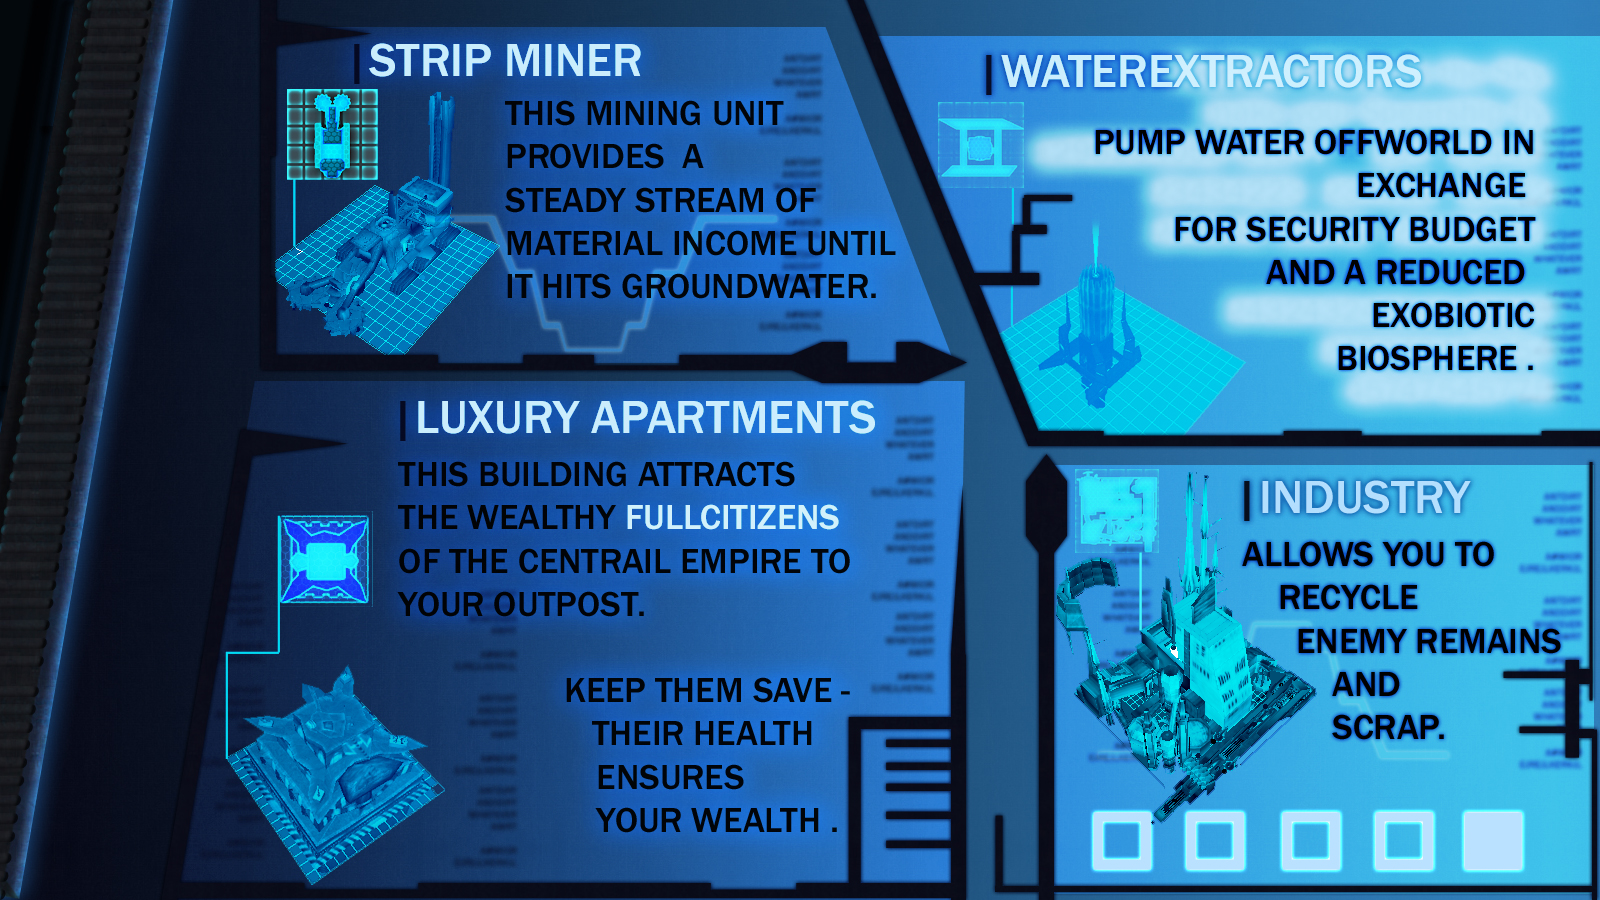 STRIP MINER
THIS MINING UNIT
PROVIDES A
STEADY STREAM OF
MATERIAL INCOME UNTIL
IT HITS GROUNDWATER.
WATEREXTRACTORS
PUMP WATER OFFWORLD IN
EXCHANGE
FOR SECURITY BUDGET
AND A REDUCED
EXOBIOTIC
BIOSPHERE .
LUXURY APARTMENTS
THIS BUILDING ATTRACTS
THE WEALTHY FULLCITIZENS
OF THE CENTRAIL EMPIRE TO
YOUR OUTPOST.
KEEP THEM SAVE -
THEIR HEALTH
ENSURES
YOUR WEALTH .
INDUSTRY
ALLOWS YOU TO
RECYCLE
ENEMY REMAINS
AND
SCRAP.